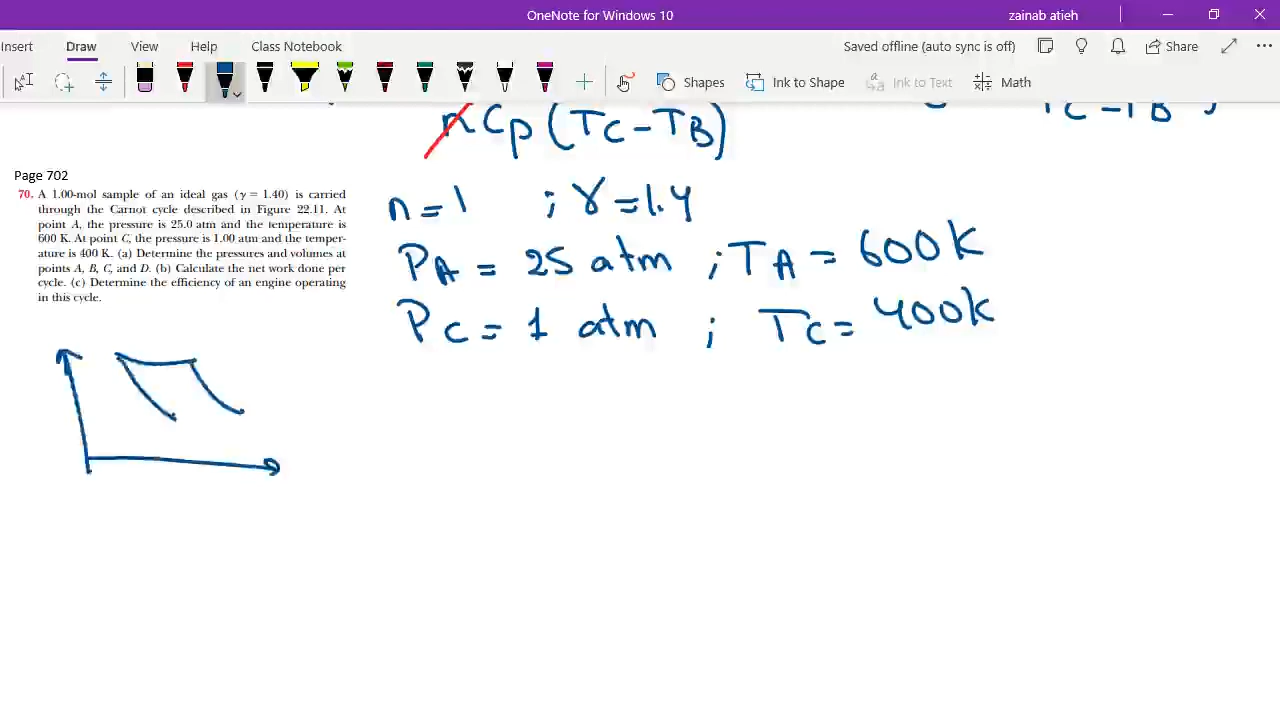 OneNote for Windows 10
zainab atieh
Insert Draw View Help Class Notebook
Saved offline (auto sync is off) Share
Shapes Ink to Shape Ink to Text Math
n Cp (TC - TB)
TC - TB
Page 702
70. A 1.00-mol sample of an ideal gas (γ = 1.40) is carried
through the Carnot cycle described in Figure 22.11. At
point A, the pressure is 25.0 atm and the temperature is
600 K. At point C, the pressure is 1.00 atm and the temper-
ature is 400 K. (a) Determine the pressures and volumes at
points A, B, C, and D. (b) Calculate the net work done per
cycle. (c) Determine the efficiency of an engine operating
in this cycle.
n = 1 ; γ = 1.4
PA = 25 atm ; TA = 600K
PC = 1 atm ; TC = 400K